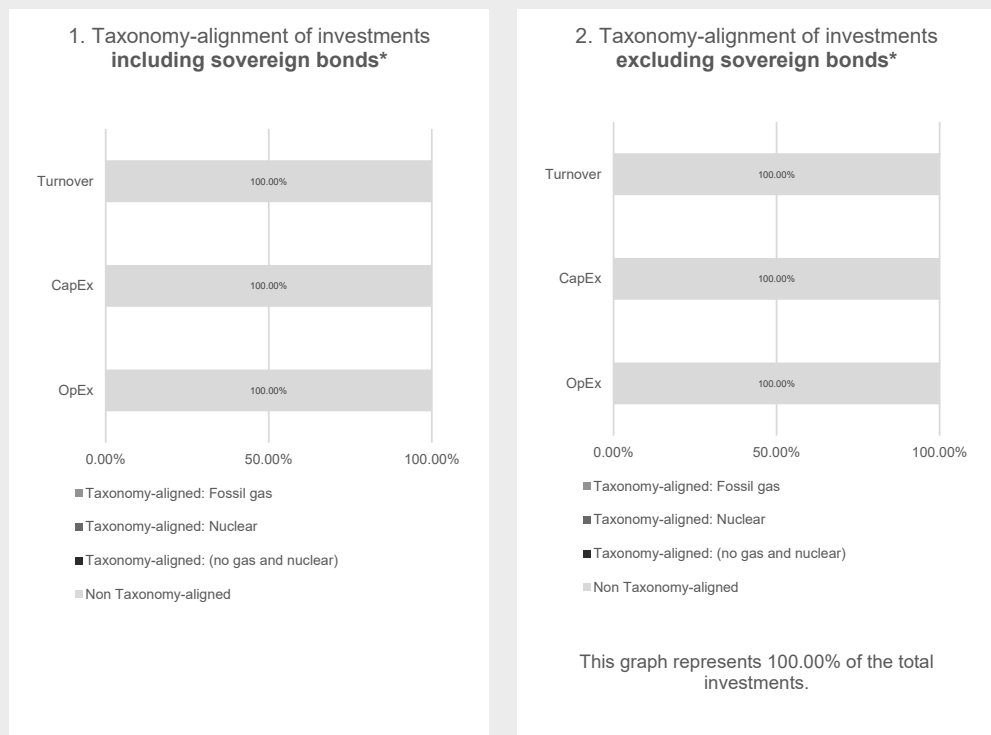 1. Taxonomy-alignment of investments
including sovereign bonds*
Turnover
100.00%
CapEx
100.00%
OpEx
100.00%
0.00% 50.00% 100.00%
Taxonomy-aligned: Fossil gas
Taxonomy-aligned: Nuclear
Taxonomy-aligned: (no gas and nuclear)
Non Taxonomy-aligned
2. Taxonomy-alignment of investments
excluding sovereign bonds*
Turnover
100.00%
CapEx
100.00%
OpEx
100.00%
0.00% 50.00% 100.00%
Taxonomy-aligned: Fossil gas
Taxonomy-aligned: Nuclear
Taxonomy-aligned: (no gas and nuclear)
Non Taxonomy-aligned
This graph represents 100.00% of the total
investments.